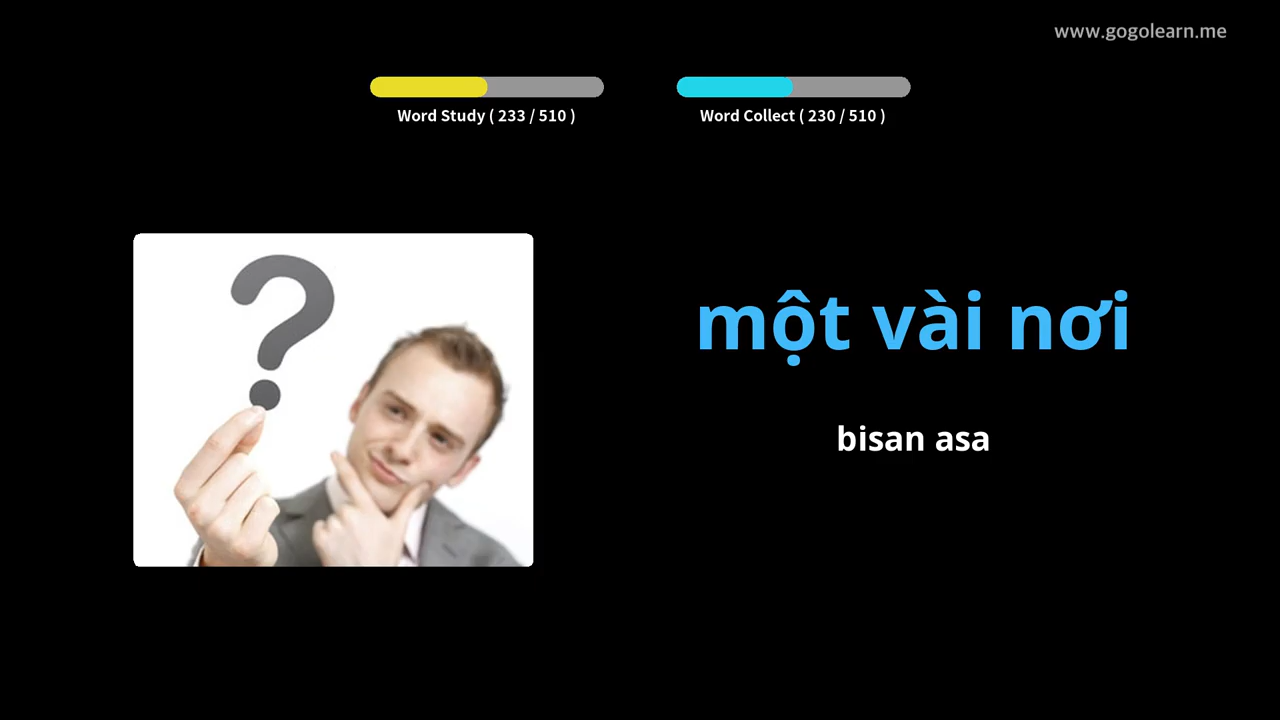 www.gogolearn.me
Word Study ( 233 / 510 )
Word Collect ( 230 / 510 )
một vài nơi
bisan asa